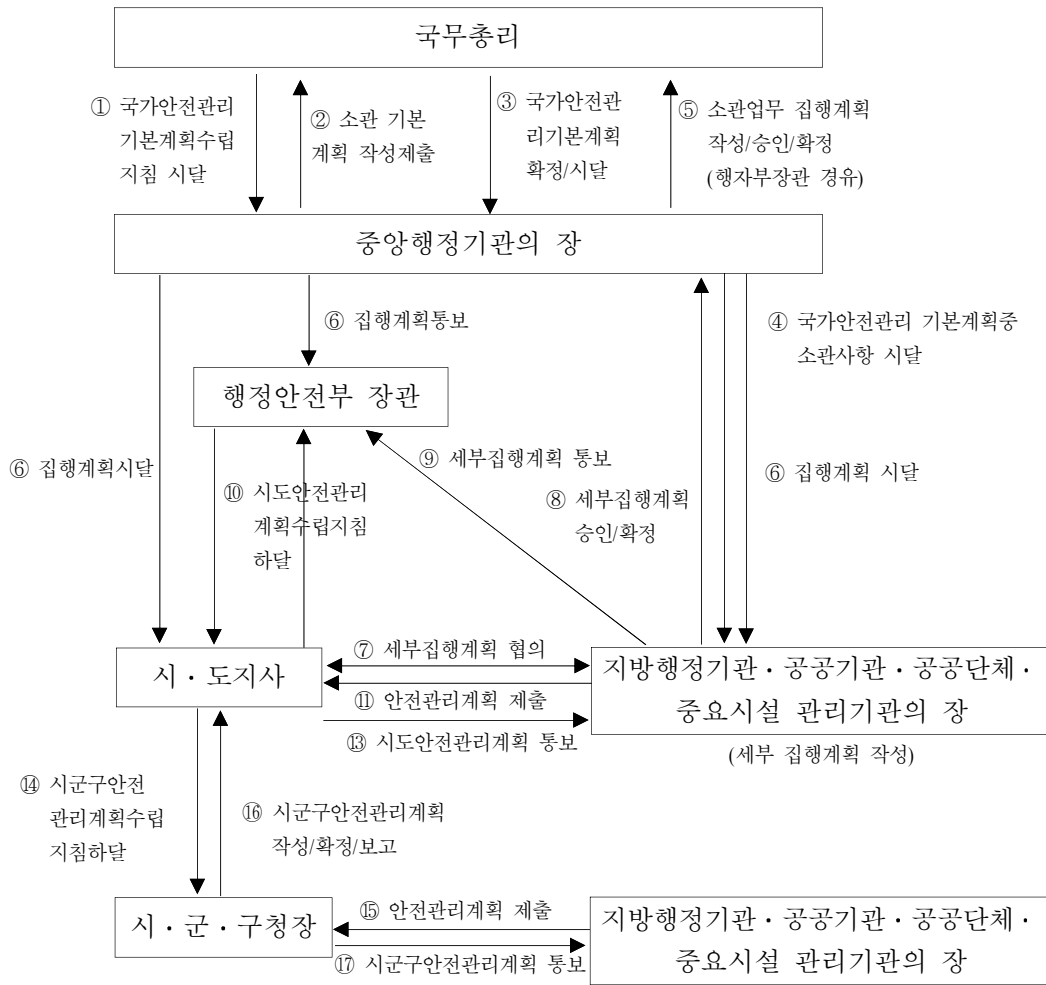 국무총리
① 국가안전관리
기본계획수립
지침 시달
② 소관 기본
계획 작성제출
③ 국가안전관
리기본계획
확정/시달
⑤ 소관업무 집행계획
작성/승인/확정
(행자부장관 경유)
중앙행정기관의 장
⑥ 집행계획통보
④ 국가안전관리 기본계획중
소관사항 시달
행정안전부 장관
⑥ 집행계획시달
⑩ 시도안전관리
계획수립지침
하달
⑨ 세부집행계획 통보
⑧ 세부집행계획
승인/확정
⑥ 집행계획 시달
시·도지사
⑦ 세부집행계획 협의
⑪ 안전관리계획 제출
⑬ 시도안전관리계획 통보
지방행정기관·공공기관·공공단체·
중요시설 관리기관의 장
(세부 집행계획 작성)
⑭ 시군구안전
관리계획수립
지침하달
⑯ 시군구안전관리계획
작성/확정/보고
시·군·구청장
⑮ 안전관리계획 제출
⑰ 시군구안전관리계획 통보
지방행정기관·공공기관·공공단체·
중요시설 관리기관의 장